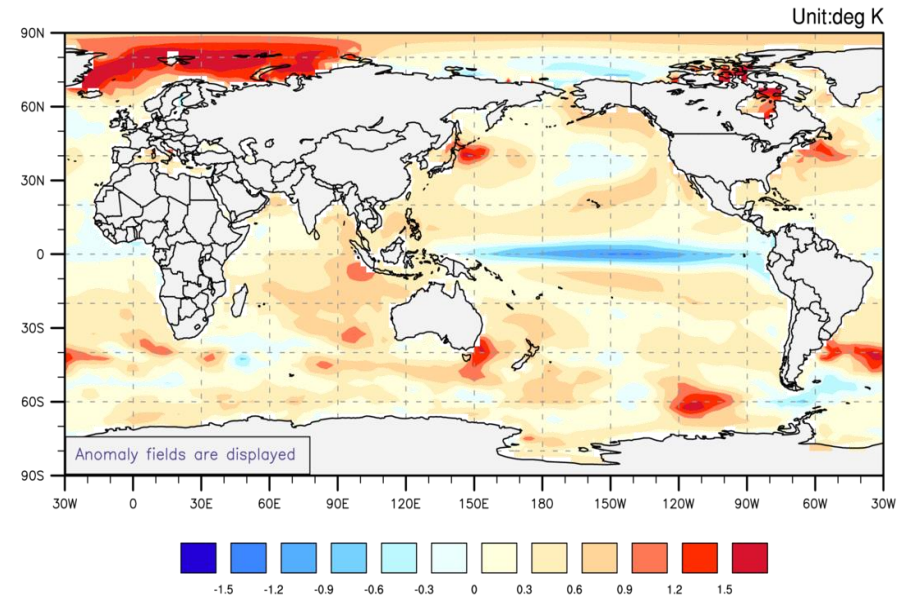 Unit:deg K
90N
60N
30N
0
30S
60S
90S
Anomaly fields are displayed
30W 0 30E 60E 90E 120E 150E 180 150W 120W 90W 60W 30W
-1.5 -1.2 -0.9 -0.6 -0.3 0 0.3 0.6 0.9 1.2 1.5